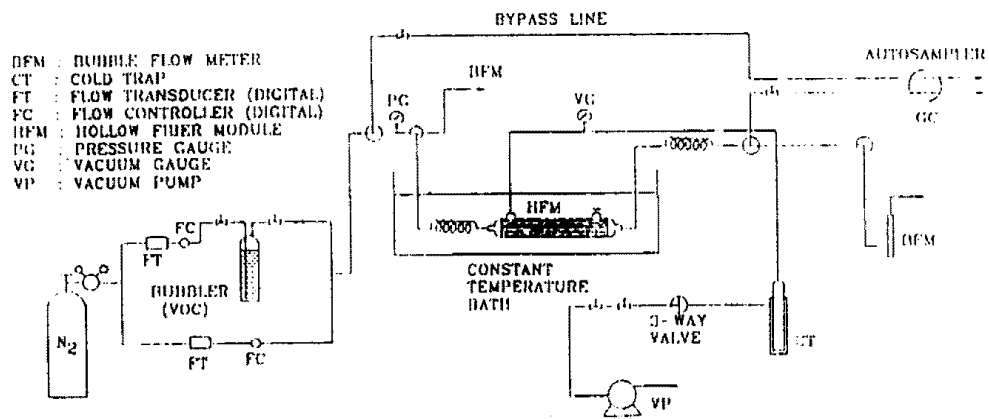 BYPASS LINE
BFM : BUBBLE FLOW METER
CT : COLD TRAP
FT : FLOW TRANSDUCER (DIGITAL)
FC : FLOW CONTROLLER (DIGITAL)
HFM : HOLLOW FIBER MODULE
PG : PRESSURE GAUGE
VG : VACUUM GAUGE
VP : VACUUM PUMP
BFM
PG
VG
AUTOSAMPLER
GC
HFM
BFM
FC
FT
BUBBLER
(VOC)
CONSTANT
TEMPERATURE
BATH
3-WAY
VALVE
CT
N2
FT
FC
VP